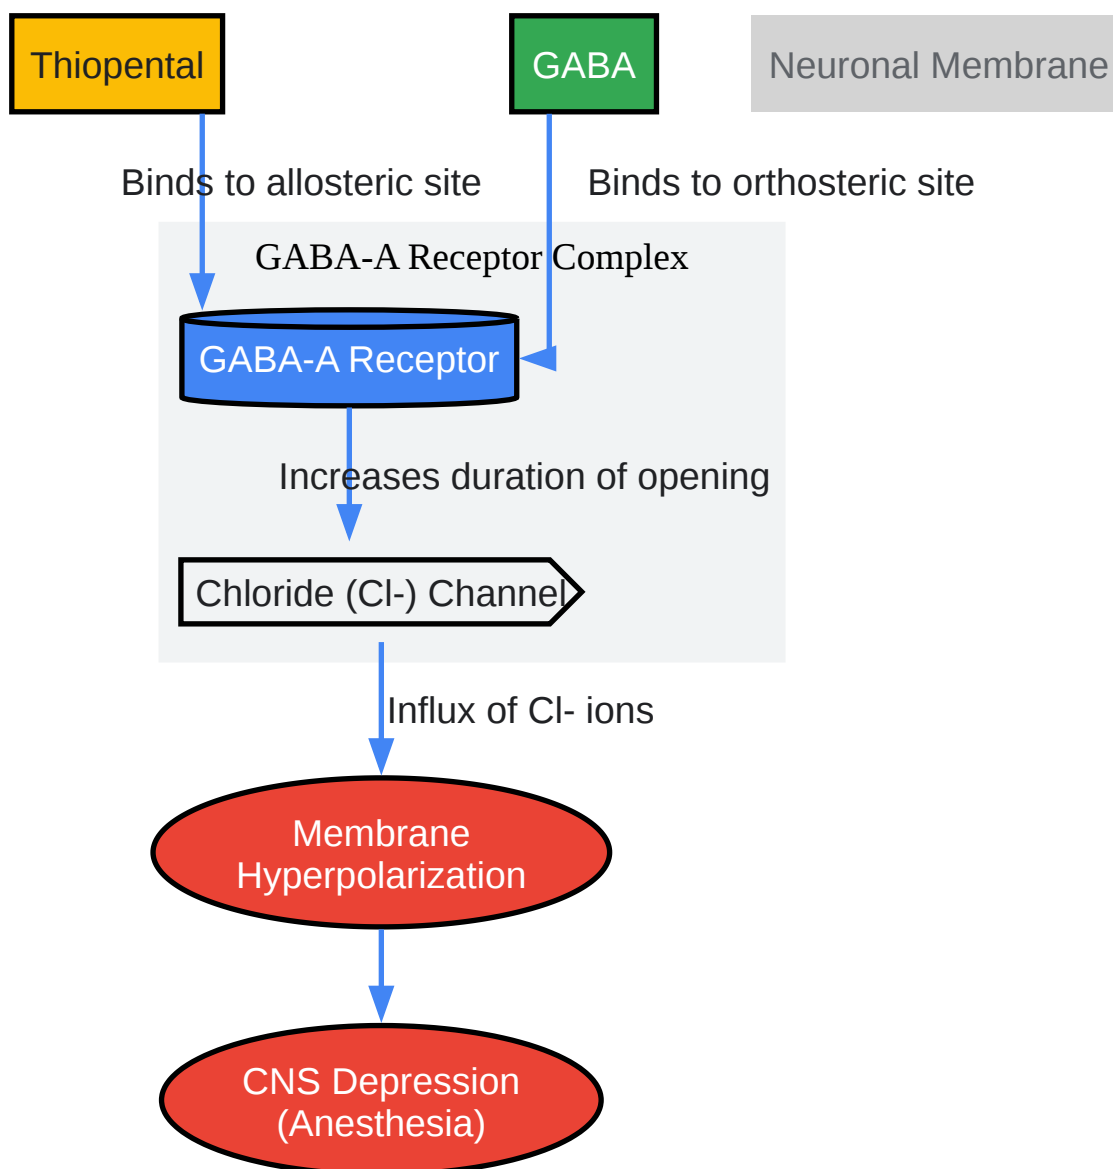 Thiopental
GABA
Neuronal Membrane
Binds to allosteric site
Binds to orthosteric site
GABA-A Receptor Complex
GABA-A Receptor
Increases duration of opening
Chloride (Cl-) Channel
Influx of Cl- ions
Membrane
Hyperpolarization
CNS Depression
(Anesthesia)